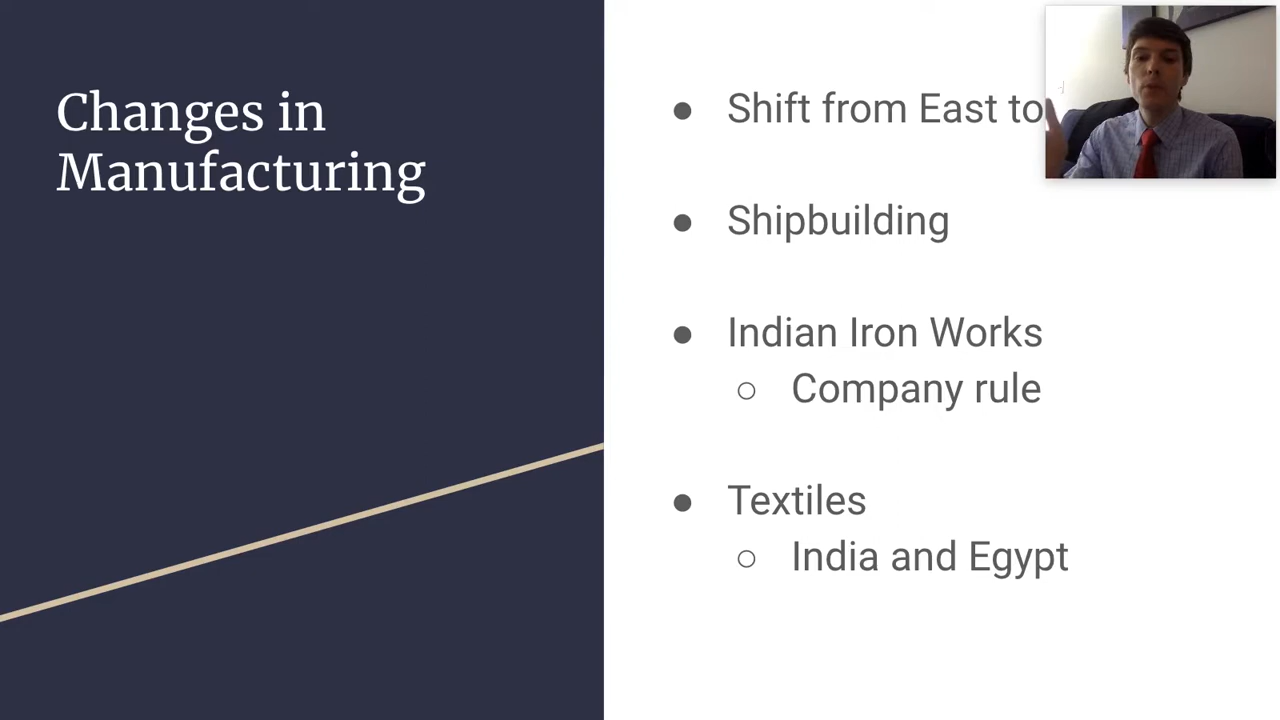 Changes in
Manufacturing
● Shift from East to
● Shipbuilding
● Indian Iron Works
○ Company rule
● Textiles
○ India and Egypt